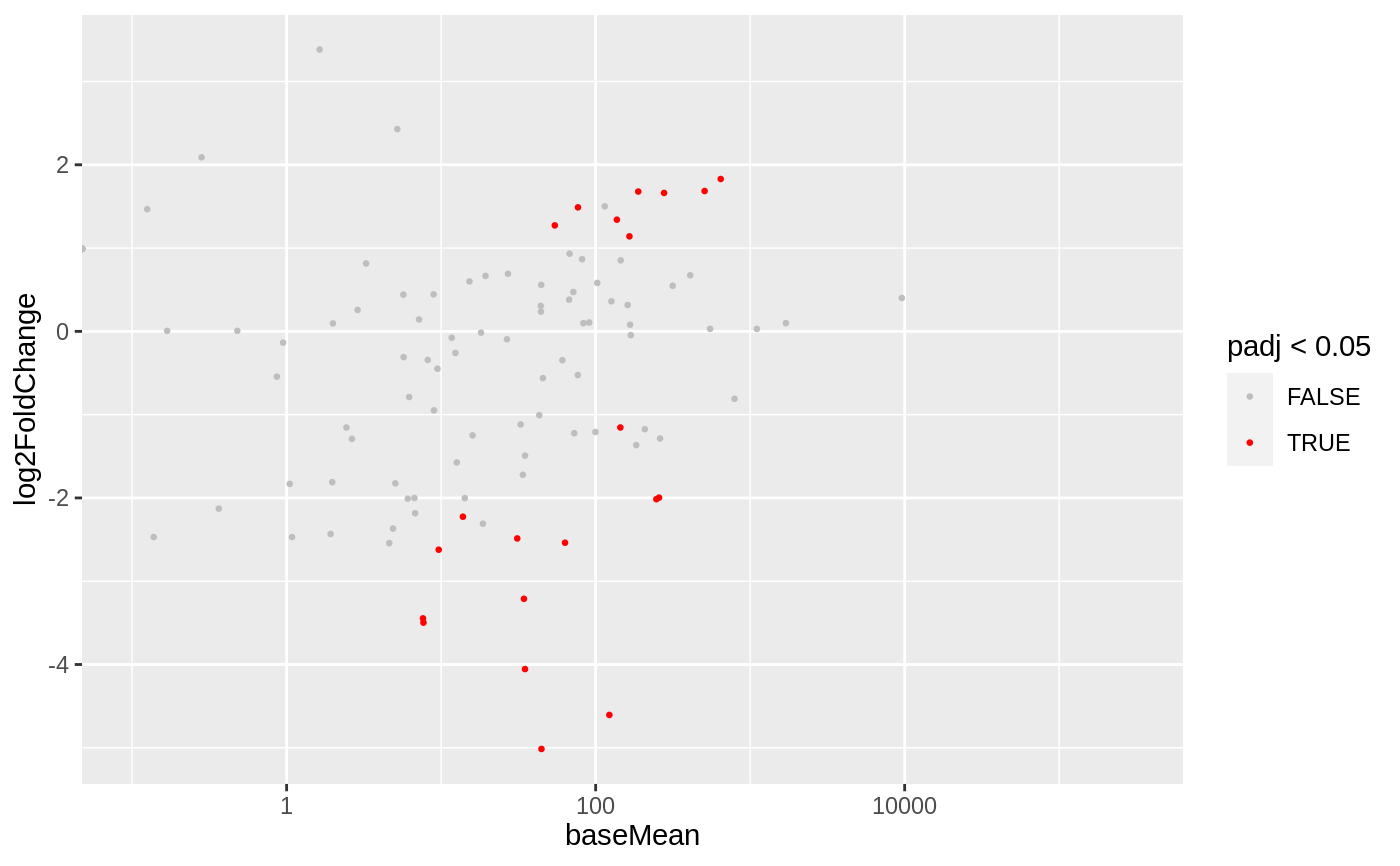 log2FoldChange
2
0
-2
-4
1
100
10000
baseMean
padj < 0.05
FALSE
TRUE